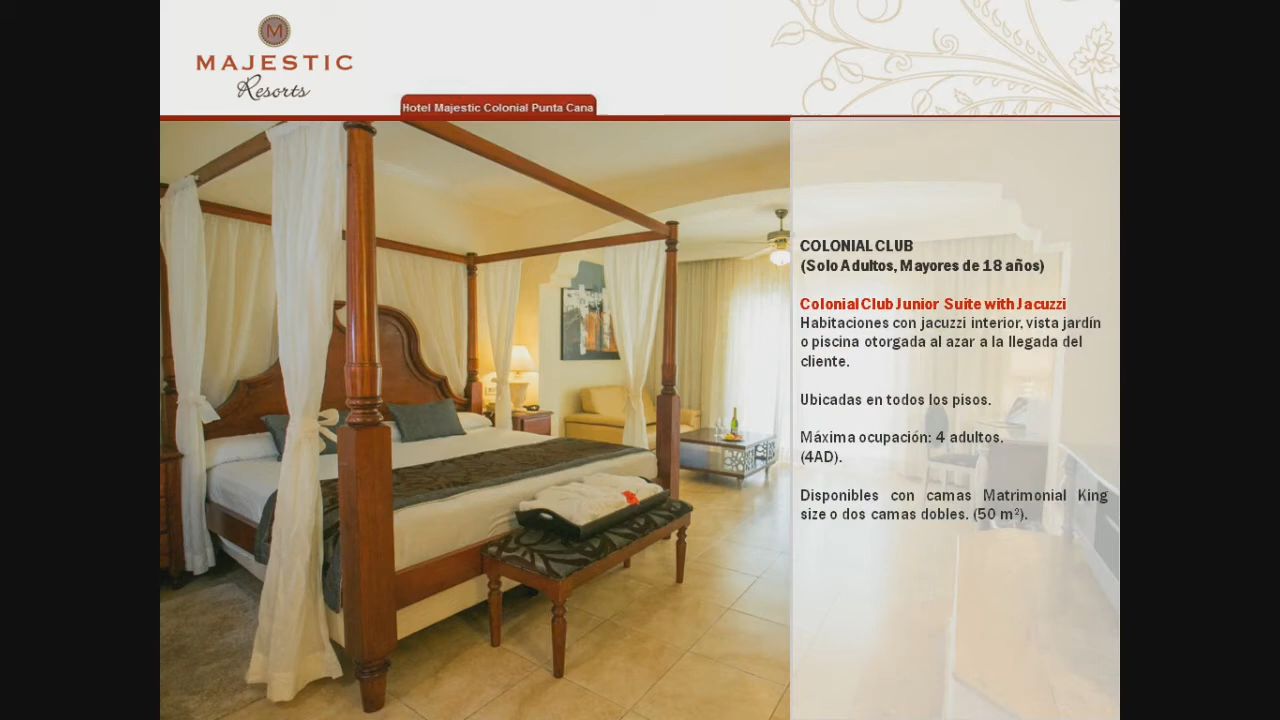 M
MAJESTIC
Resorts
Hotel Majestic Colonial Punta Cana
COLONIAL CLUB
(Solo Adultos, Mayores de 18 años)
Colonial Club Junior Suite with Jacuzzi
Habitaciones con jacuzzi interior, vista jardín
o piscina otorgada al azar a la llegada del
cliente.
Ubicadas en todos los pisos.
Máxima ocupación: 4 adultos.
(4AD).
Disponibles con camas Matrimonial King
size o dos camas dobles. (50 m²).